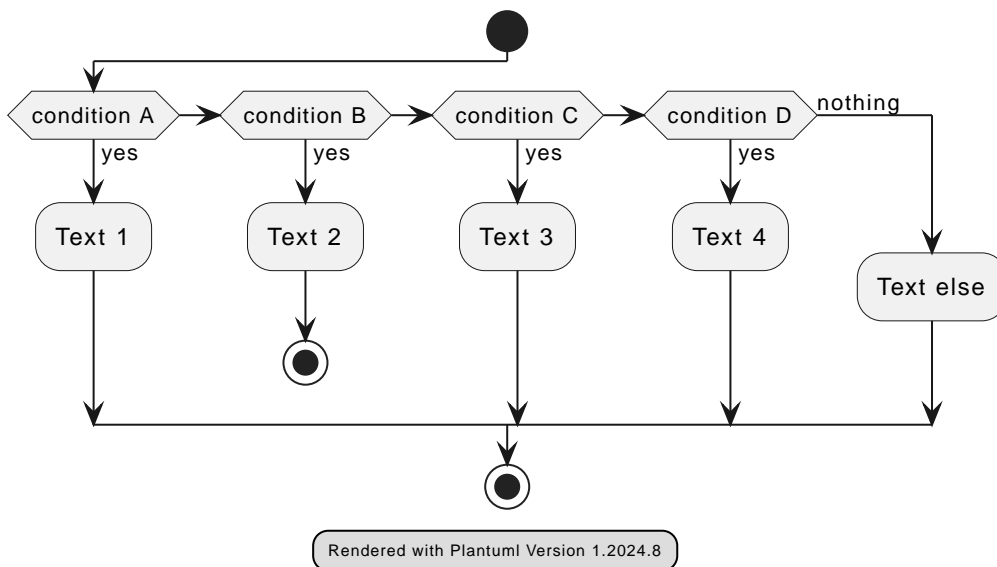 condition A
condition B
condition C
condition D
nothing
yes
yes
yes
yes
Text 1
Text 2
Text 3
Text 4
Text else
Rendered with Plantuml Version 1.2024.8